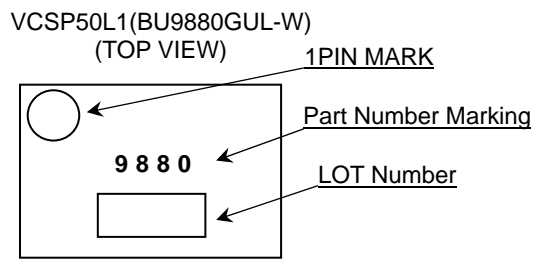 VCSP50L1(BU9880GUL-W)
(TOP VIEW)
1PIN MARK
Part Number Marking
9880
LOT Number